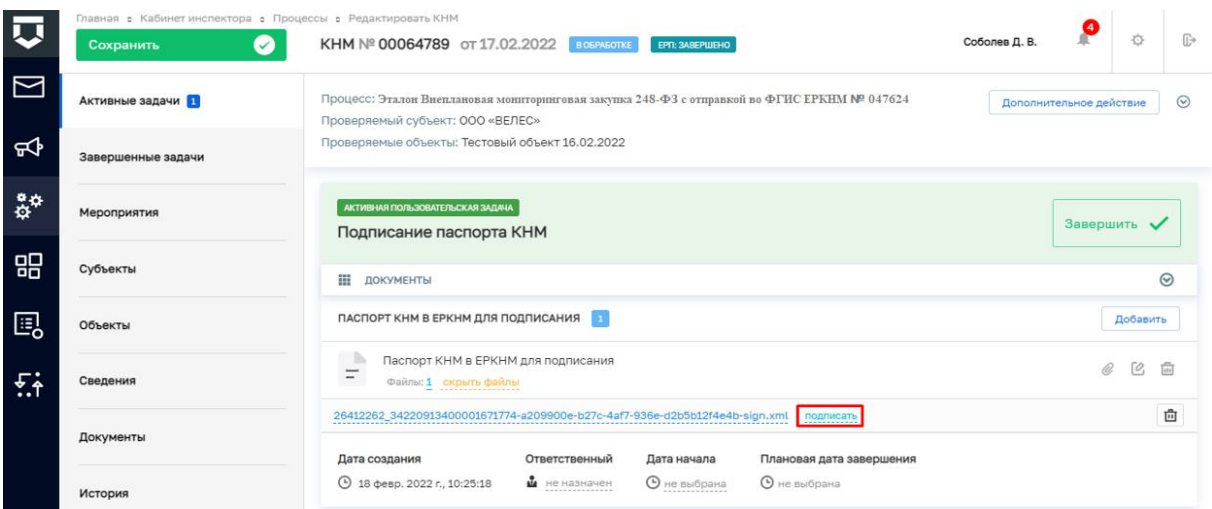 Главная Кабинет инспектора Процессы Редактировать КНМ
Сохранить
КНМ № 00064789 от 17.02.2022 В ОБРАБОТКЕ ЕРП: ЗАВЕРШЕНО
Соболев Д. В.
4
Активные задачи 1
Завершенные задачи
Мероприятия
Субъекты
Объекты
Сведения
Документы
История
Процесс: Эталон Внеплановая мониторинговая закупка 248-ФЗ с отправкой во ФГИС ЕРКНМ № 047624
Проверяемый субъект: ООО «ВЕЛЕС»
Проверяемые объекты: Тестовый объект 16.02.2022
Дополнительное действие
АКТИВНАЯ ПОЛЬЗОВАТЕЛЬСКАЯ ЗАДАЧА
Подписание паспорта КНМ
Завершить
ДОКУМЕНТЫ
ПАСПОРТ КНМ В ЕРКНМ ДЛЯ ПОДПИСАНИЯ 1
Добавить
Паспорт КНМ в ЕРКНМ для подписания
Файлы: 1 скрыть файлы
26412262_34220913400001671774-a209900e-b27c-4af7-936e-d2b5b12f4e4b-sign.xml подписать
Дата создания Ответственный Дата начала Плановая дата завершения
18 февр. 2022 г., 10:25:18 не назначен не выбрана не выбрана